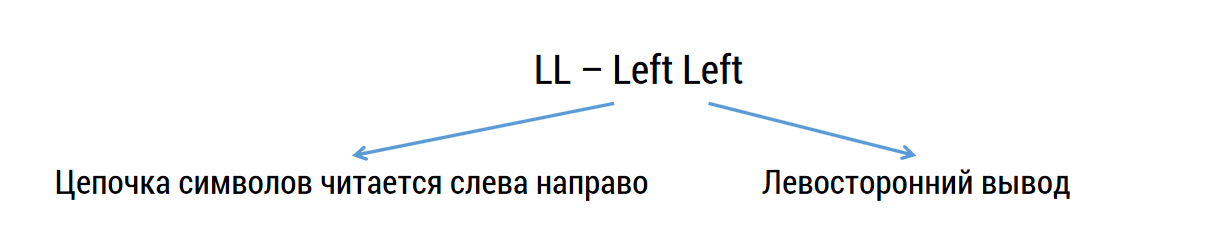 LL – Left Left
Цепочка символов читается слева направо
Левосторонний вывод